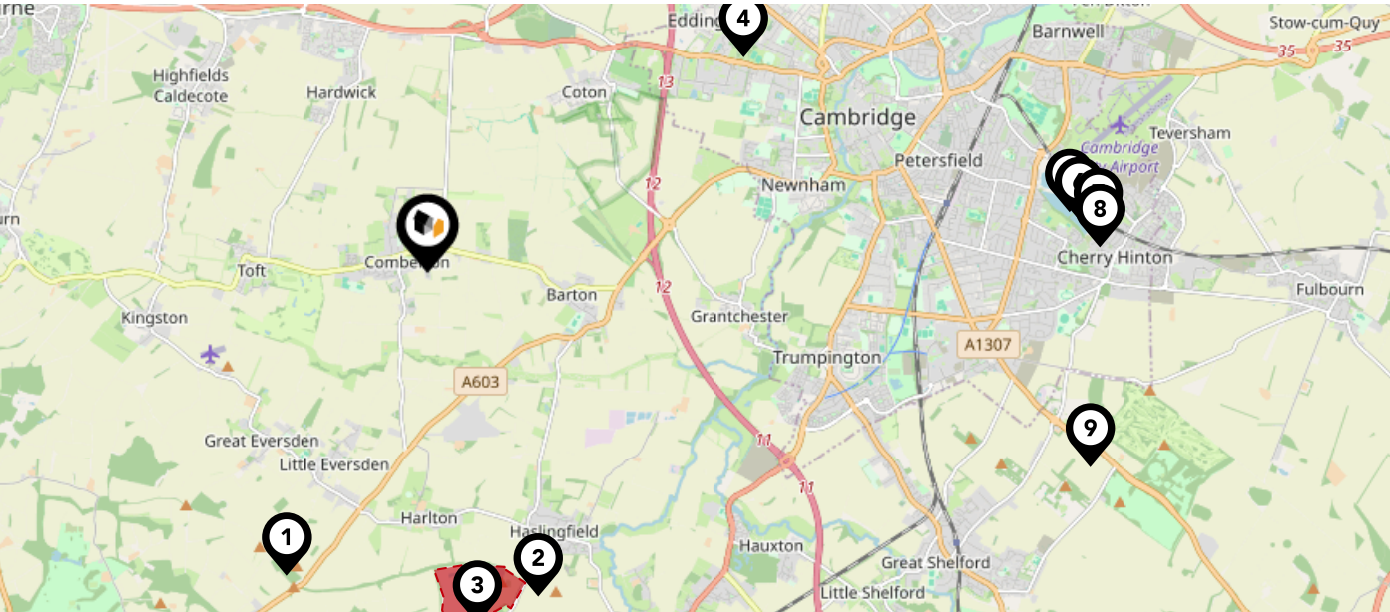 4
Stow-cum-Quy
Barnwell
35
35
Highfields
Caldecote
Hardwick
Coton
13
Cambridge
Teversham
Cambridge
Airport
Petersfield
Newnham
12
8
Toft
Cherry Hinton
12
Barton
Kingston
Grantchester
Fulbourn
A1307
Trumpington
A603
9
Great Eversden
Little Eversden
11
11
Harlton
Haslingfield
1
2
3
Hauxton
Great Shelford
Little Shelford